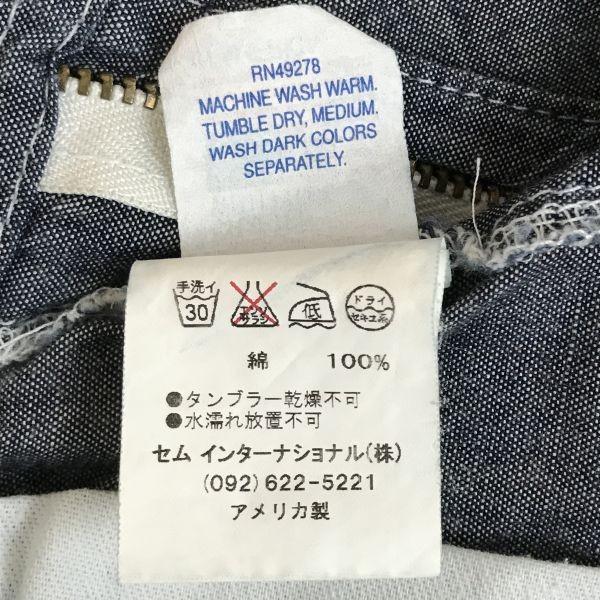 RN49278
MACHINE WASH WARM.
TUMBLE DRY, MEDIUM.
WASH DARK COLORS
SEPARATELY.
手洗イ 30 エンソ サラシ 低 ドライ セキユ系
綿 100%
●タンブラー乾燥不可
●水濡れ放置不可
セム インターナショナル(株)
(092)622-5221
アメリカ製